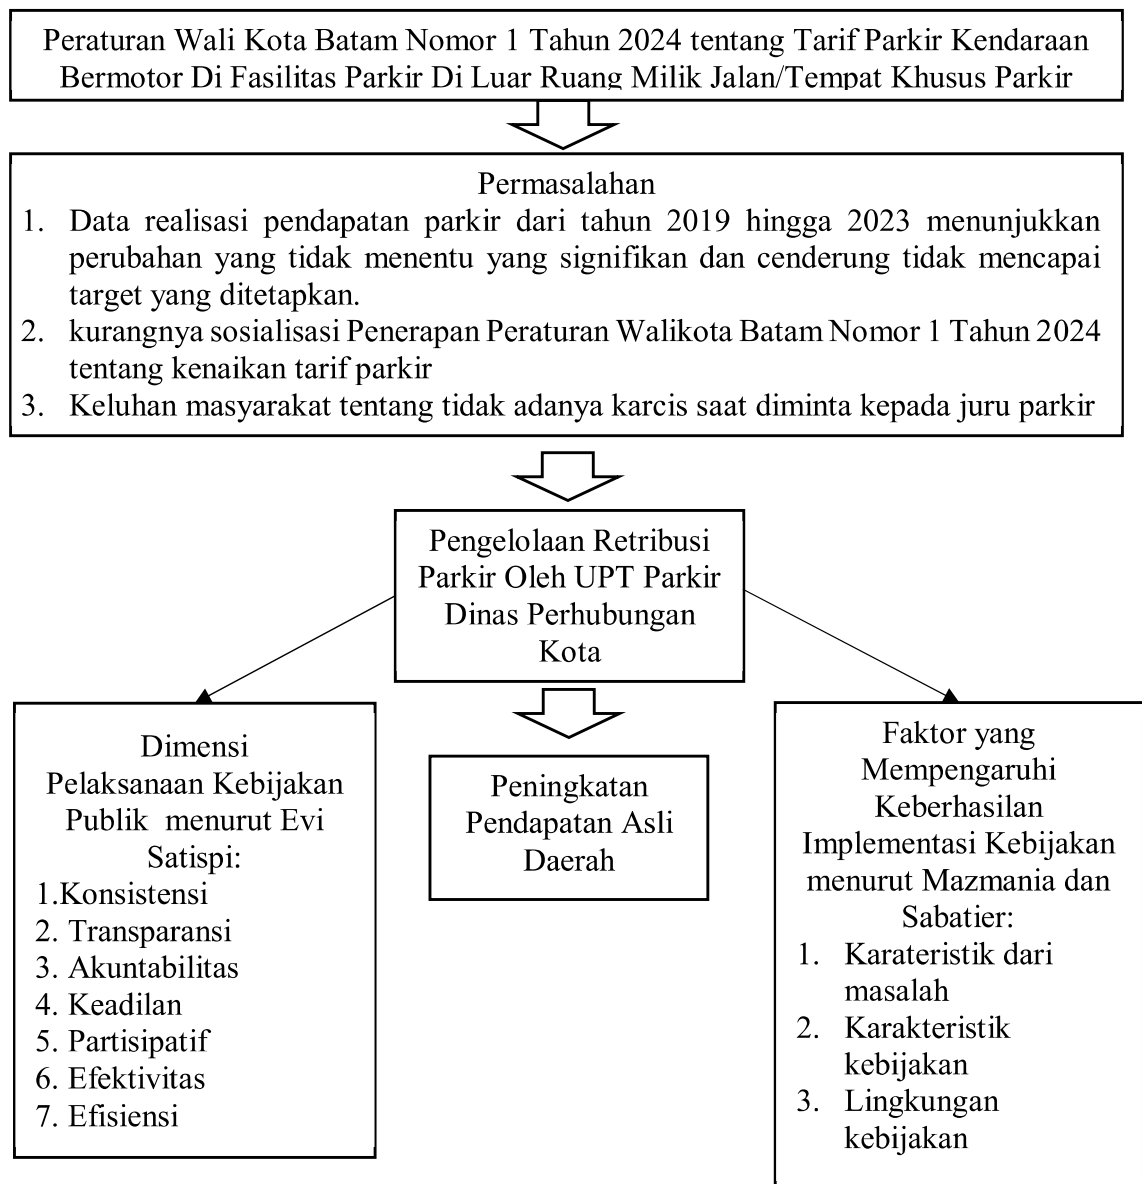 Peraturan Wali Kota Batam Nomor 1 Tahun 2024 tentang Tarif Parkir Kendaraan
Bermotor Di Fasilitas Parkir Di Luar Ruang Milik Jalan/Tempat Khusus Parkir
Permasalahan
1. Data realisasi pendapatan parkir dari tahun 2019 hingga 2023 menunjukkan
perubahan yang tidak menentu yang signifikan dan cenderung tidak mencapai
target yang ditetapkan.
2. kurangnya sosialisasi Penerapan Peraturan Walikota Batam Nomor 1 Tahun 2024
tentang kenaikan tarif parkir
3. Keluhan masyarakat tentang tidak adanya karcis saat diminta kepada juru parkir
Pengelolaan Retribusi
Parkir Oleh UPT Parkir
Dinas Perhubungan
Kota
Dimensi
Pelaksanaan Kebijakan
Publik menurut Evi
Satispi:
1.Konsistensi
2. Transparansi
3. Akuntabilitas
4. Keadilan
5. Partisipatif
6. Efektivitas
7. Efisiensi
Peningkatan
Pendapatan Asli
Daerah
Faktor yang
Mempengaruhi
Keberhasilan
Implementasi Kebijakan
menurut Mazmania dan
Sabatier:
1. Karateristik dari
masalah
2. Karakteristik
kebijakan
3. Lingkungan
kebijakan